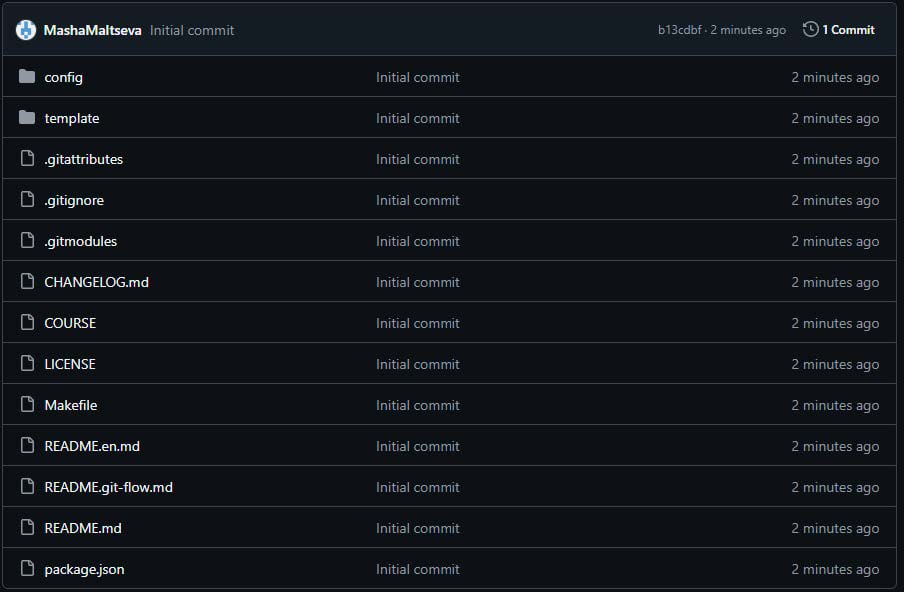 MashaMaltseva Initial commit b13cdbf · 2 minutes ago 1 Commit
config Initial commit 2 minutes ago
template Initial commit 2 minutes ago
.gitattributes Initial commit 2 minutes ago
.gitignore Initial commit 2 minutes ago
.gitmodules Initial commit 2 minutes ago
CHANGELOG.md Initial commit 2 minutes ago
COURSE Initial commit 2 minutes ago
LICENSE Initial commit 2 minutes ago
Makefile Initial commit 2 minutes ago
README.en.md Initial commit 2 minutes ago
README.git-flow.md Initial commit 2 minutes ago
README.md Initial commit 2 minutes ago
package.json Initial commit 2 minutes ago